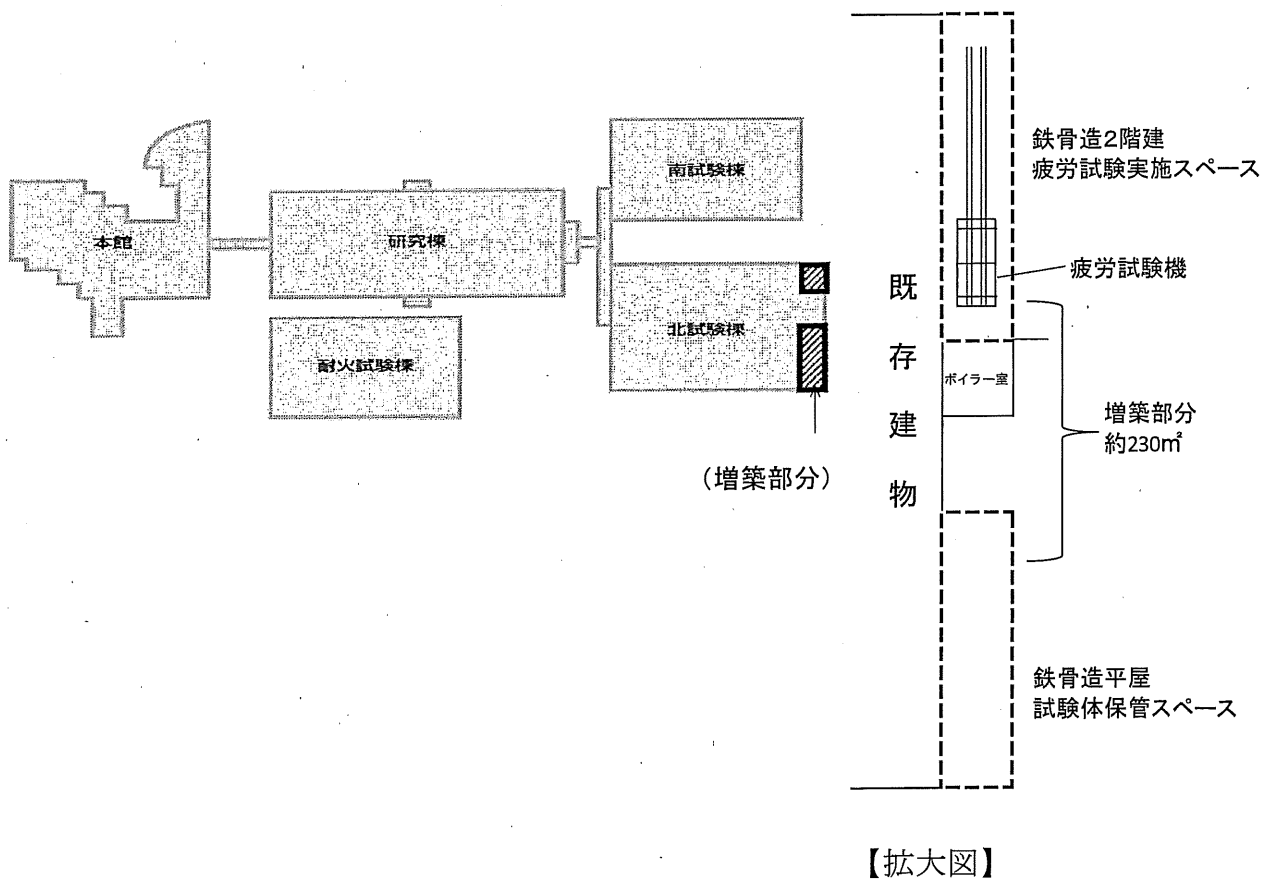 本館
研究棟
耐火試験棟
南試験棟
北試験棟
（増築部分）
既
存
建
物
鉄骨造2階建
疲労試験実施スペース
疲労試験機
ボイラー室
増築部分
約230㎡
鉄骨造平屋
試験体保管スペース
【拡大図】